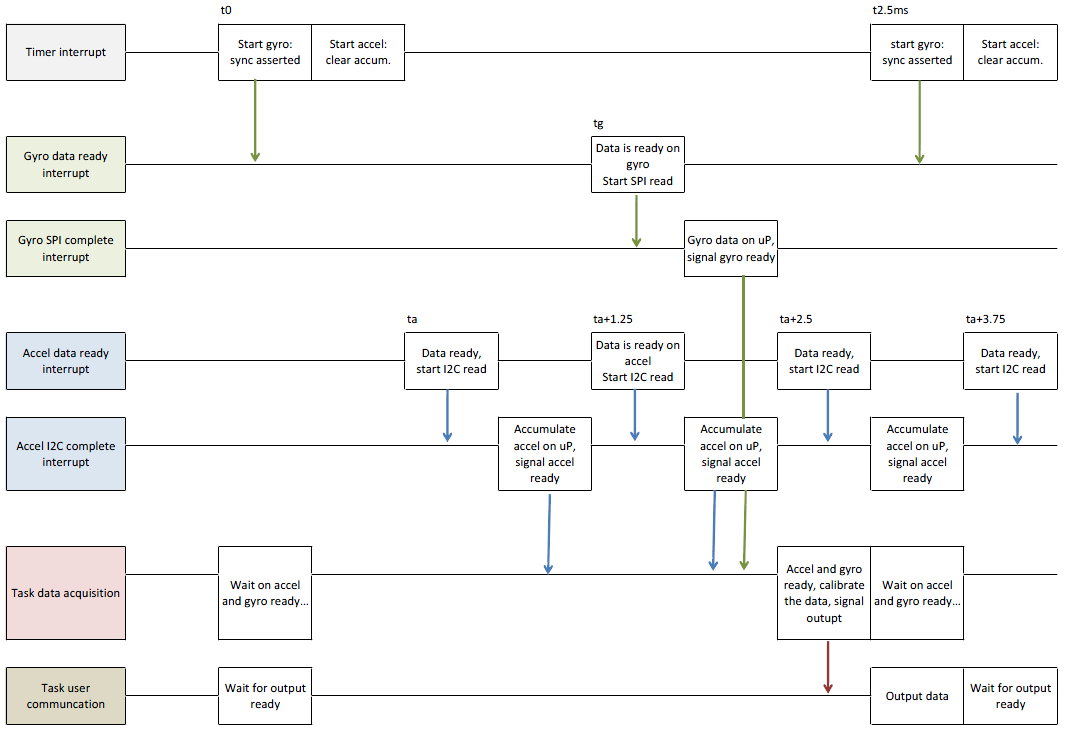 t0
t2.5ms
Timer interrupt
Start gyro:
sync asserted
Start accel:
clear accum.
start gyro:
sync asserted
Start accel:
clear accum.
tg
Gyro data ready
interrupt
Data is ready on
gyro
Start SPI read
Gyro SPI complete
interrupt
Gyro data on uP,
signal gyro ready
ta
ta+1.25
ta+2.5
ta+3.75
Accel data ready
interrupt
Data ready,
start I2C read
Data is ready on
accel
Start I2C read
Data ready,
start I2C read
Data ready,
start I2C read
Accel I2C complete
interrupt
Accumulate
accel on uP,
signal accel
ready
Accumulate
accel on uP,
signal accel
ready
Accumulate
accel on uP,
signal accel
ready
Task data acquisition
Wait on accel
and gyro ready...
Accel and gyro
ready, calibrate
the data, signal
outupt
Wait on accel
and gyro ready...
Task user
communcation
Wait for output
ready
Output data
Wait for output
ready